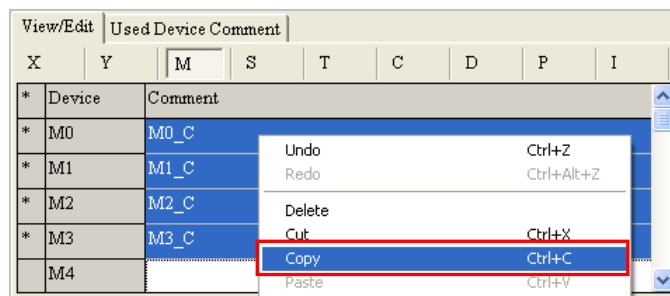 View/Edit Used Device Comment
X Y M S T C D P I
* Device Comment
* M0 M0_C
* M1 M1_C
* M2 M2_C
* M3 M3_C
M4
Undo Ctrl+Z
Redo Ctrl+Alt+Z
Delete
Cut Ctrl+X
Copy Ctrl+C
Paste Ctrl+V